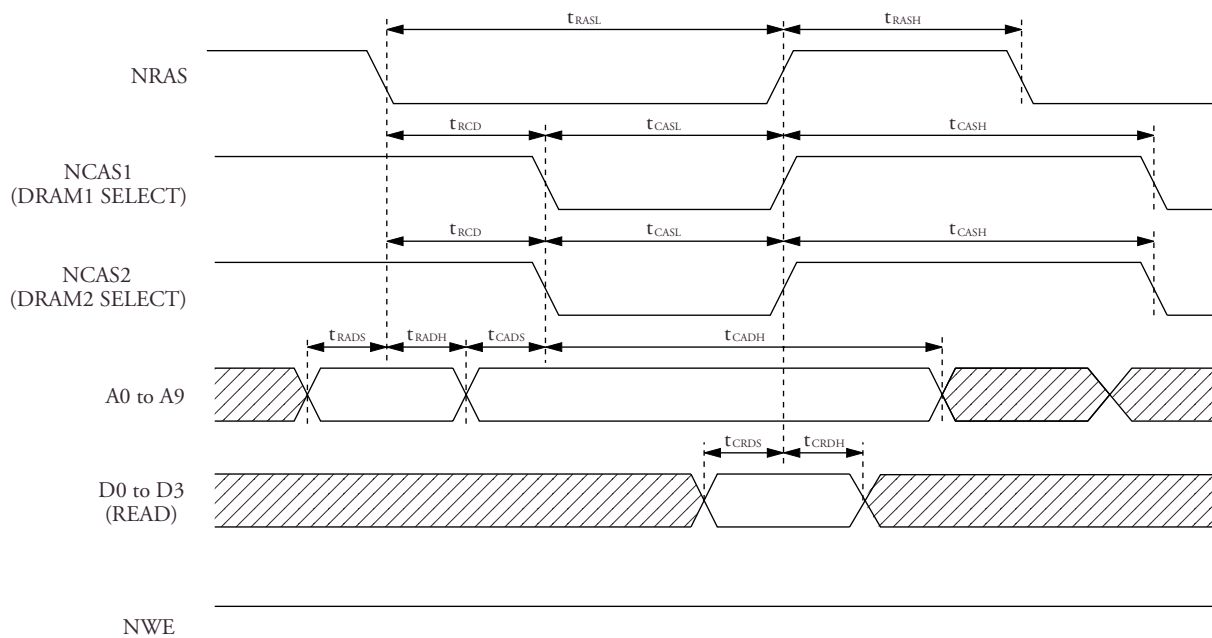 tRASL tRASH
NRAS
tRCD tCASL tCASH
NCAS1
(DRAM1 SELECT)
tRCD tCASL tCASH
NCAS2
(DRAM2 SELECT)
tRADS tRADH tCADS tCADH
A0 to A9
tCRDS tCRDH
D0 to D3
(READ)
NWE